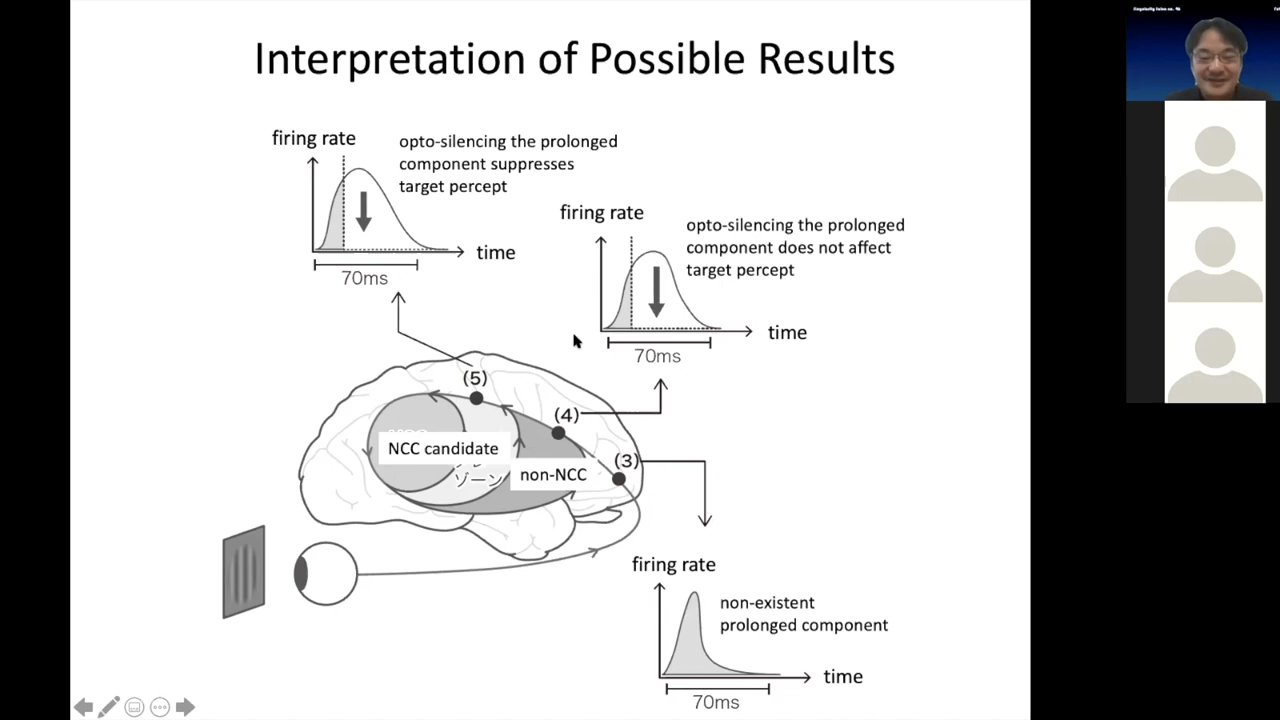 Interpretation of Possible Results
firing rate
opto-silencing the prolonged
component suppresses
target percept
time
70ms
firing rate
opto-silencing the prolonged
component does not affect
target percept
time
70ms
(5)
(4)
(3)
NCC candidate
ゾーン
non-NCC
firing rate
non-existent
prolonged component
time
70ms